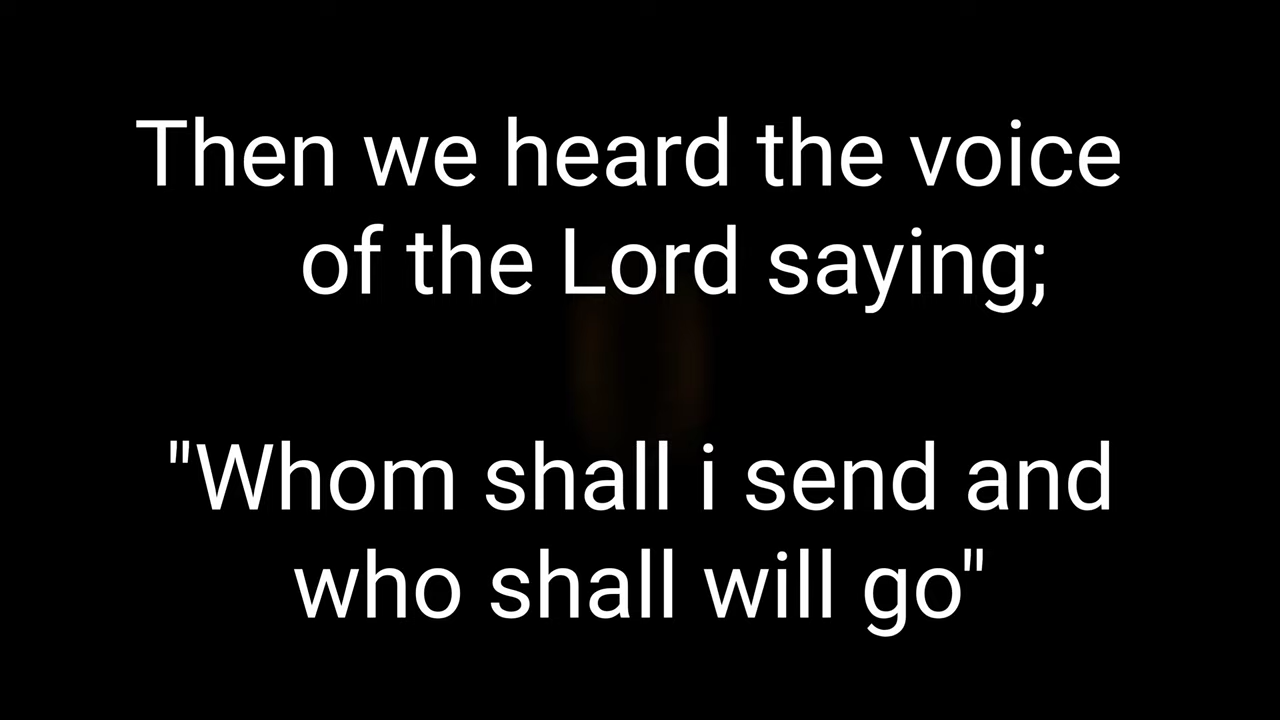 Then we heard the voice
of the Lord saying;
"Whom shall i send and
who shall will go"